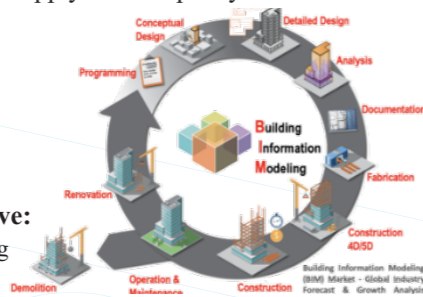 Conceptual
Design
Detailed Design
Programming
Analysis
Documentation
Building
Information
Modeling
Fabrication
Renovation
ve:
g
Construction
4D/5D
Demolition
Operation &
Maintenance
Construction
Building Information Modeling
(BIM) Market - Global Industry
Forecast & Growth Analysis